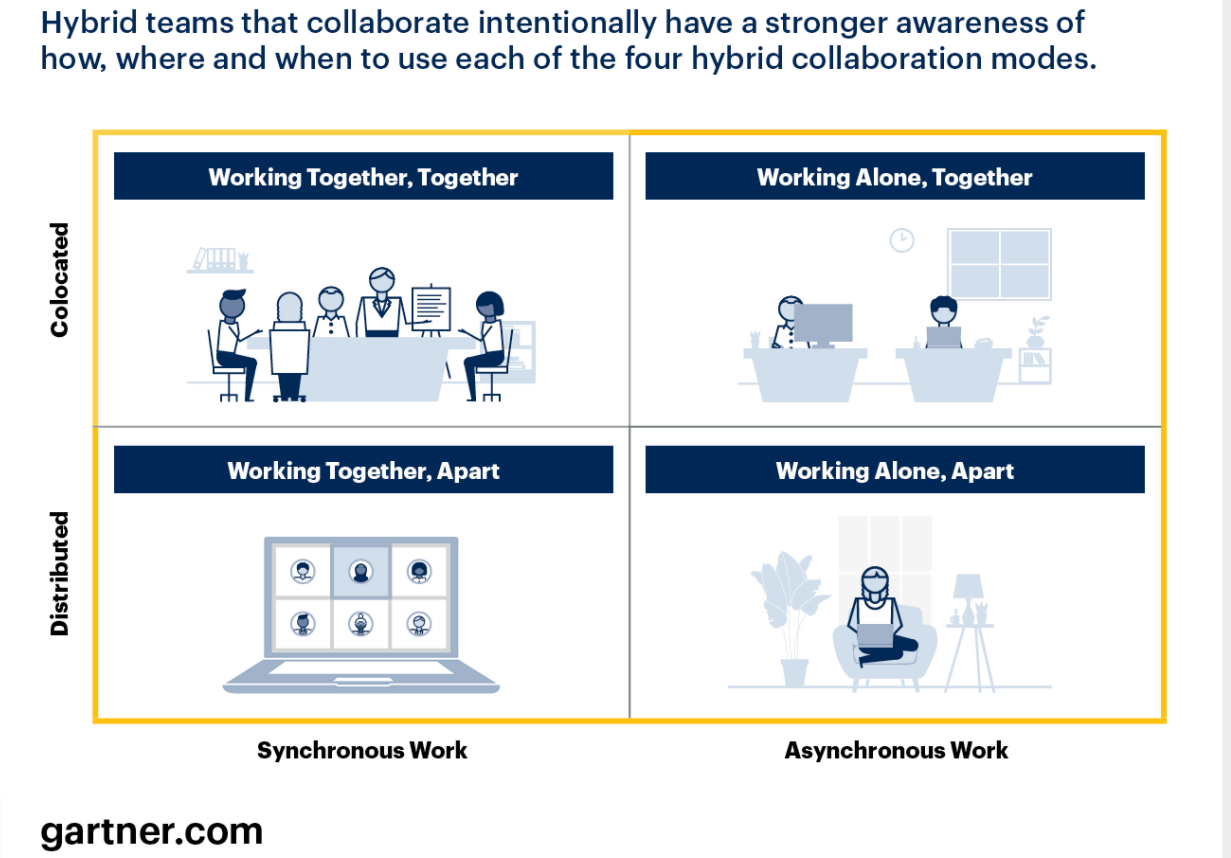 Hybrid teams that collaborate intentionally have a stronger awareness of
how, where and when to use each of the four hybrid collaboration modes.
Colocated
Working Together, Together
Working Alone, Together
Distributed
Working Together, Apart
Working Alone, Apart
Synchronous Work
Asynchronous Work
gartner.com